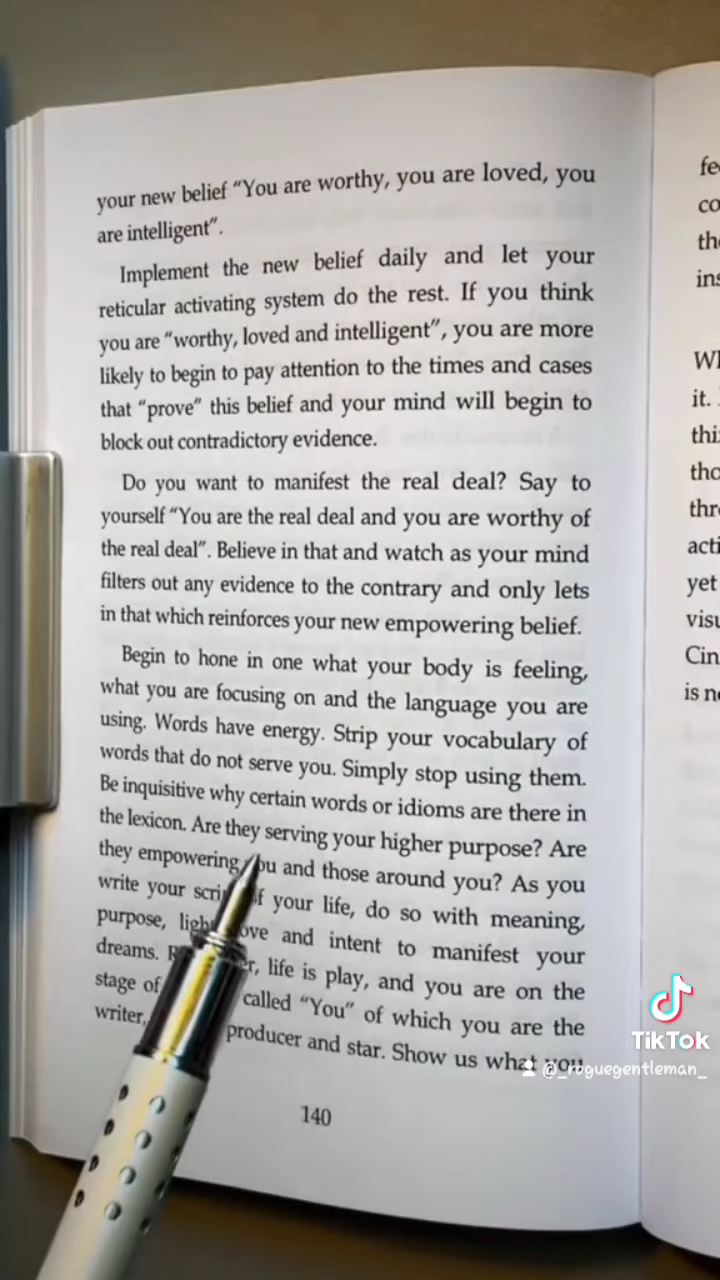 your new belief “You are worthy, you are loved, you
are intelligent”.
Implement the new belief daily and let your
reticular activating system do the rest. If you think
you are “worthy, loved and intelligent”, you are more
likely to begin to pay attention to the times and cases
that “prove” this belief and your mind will begin to
block out contradictory evidence.
Do you want to manifest the real deal? Say to
yourself “You are the real deal and you are worthy of
the real deal”. Believe in that and watch as your mind
filters out any evidence to the contrary and only lets
in that which reinforces your new empowering belief.
Begin to hone in one what your body is feeling,
what you are focusing on and the language you are
using. Words have energy. Strip your vocabulary of
words that do not serve you. Simply stop using them.
Be inquisitive why certain words or idioms are there in
the lexicon. Are they serving your higher purpose? Are
they empowering you and those around you? As you
write your of your life, do so with meaning,
purpose, love and intent to manifest your
dreams. life is play, and you are on the
stage of called “You” of which you are the
writer, producer and star. Show us what you
140
it.
yet
is
TikTok
@_roguegentleman_